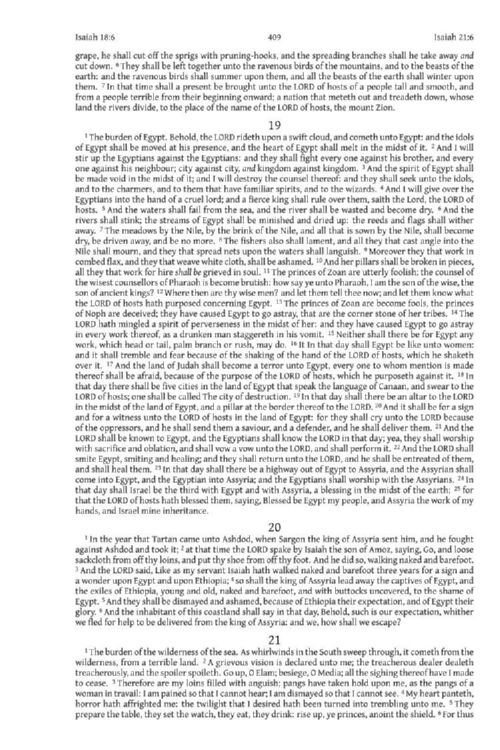 Isaiah 18:6 409 Isaiah 21:6
grape, he shall cut off the sprigs with pruning-hooks, and the spreading branches shall he take away and
cut down. 6 They shall be left together unto the ravenous birds of the mountains, and to the beasts of the
earth: and the ravenous birds shall summer upon them, and all the beasts of the earth shall winter upon
them. 7 In that time shall a present be brought unto the LORD of hosts of a people tall and smooth, and
from a people terrible from their beginning onward; a nation that meteth out and treadeth down, whose
land the rivers divide, to the place of the name of the LORD of hosts, the mount Zion.
19
1 The burden of Egypt. Behold, the LORD rideth upon a swift cloud, and cometh unto Egypt: and the idols
of Egypt shall be moved at his presence, and the heart of Egypt shall melt in the midst of it. 2 And I will
stir up the Egyptians against the Egyptians: and they shall fight every one against his brother, and every
one against his neighbour; city against city, and kingdom against kingdom. 3 And the spirit of Egypt shall
be made void in the midst of it; and I will destroy the counsel thereof: and they shall seek unto the idols,
and to the charmers, and to them that have familiar spirits, and to the wizards. 4 And I will give over the
Egyptians into the hand of a cruel lord; and a fierce king shall rule over them, saith the Lord, the LORD of
hosts. 5 And the waters shall fail from the sea, and the river shall be wasted and become dry. 6 And the
rivers shall stink; the streams of Egypt shall be minished and dried up: the reeds and flags shall wither
away. 7 The meadows by the Nile, by the brink of the Nile, and all that is sown by the Nile, shall become
dry, be driven away, and be no more. 8 The fishers also shall lament, and all they that cast angle into the
Nile shall mourn, and they that spread nets upon the waters shall languish. 9 Moreover they that work in
combed flax, and they that weave white cloth, shall be ashamed. 10 And her pillars shall be broken in pieces,
all they that work for hire shall be grieved in soul. 11 The princes of Zoan are utterly foolish; the counsel of
the wisest counsellors of Pharaoh is become brutish: how say ye unto Pharaoh, I am the son of the wise, the
son of ancient kings? 12 Where then are thy wise men? and let them tell thee now; and let them know what
the LORD of hosts hath purposed concerning Egypt. 13 The princes of Zoan are become fools, the princes
of Noph are deceived; they have caused Egypt to go astray, that are the corner stone of her tribes. 14 The
LORD hath mingled a spirit of perverseness in the midst of her: and they have caused Egypt to go astray
in every work thereof, as a drunken man staggereth in his vomit. 15 Neither shall there be for Egypt any
work, which head or tail, palm branch or rush, may do. 16 It In that day shall Egypt be like unto women:
and it shall tremble and fear because of the shaking of the hand of the LORD of hosts, which he shaketh
over it. 17 And the land of Judah shall become a terror unto Egypt, every one to whom mention is made
thereof shall be afraid, because of the purpose of the LORD of hosts, which he purposeth against it. 18 In
that day there shall be five cities in the land of Egypt that speak the language of Canaan, and swear to the
LORD of hosts; one shall be called The city of destruction. 19 In that day shall there be an altar to the LORD
in the midst of the land of Egypt, and a pillar at the border thereof to the LORD. 20 And it shall be for a sign
and for a witness unto the LORD of hosts in the land of Egypt: for they shall cry unto the LORD because
of the oppressors, and he shall send them a saviour, and a defender, and he shall deliver them. 21 And the
LORD shall be known to Egypt, and the Egyptians shall know the LORD in that day; yea, they shall worship
with sacrifice and oblation, and shall vow a vow unto the LORD, and shall perform it. 22 And the LORD shall
smite Egypt, smiting and healing; and they shall return unto the LORD, and he shall be entreated of them,
and shall heal them. 23 In that day shall there be a highway out of Egypt to Assyria, and the Assyrian shall
come into Egypt, and the Egyptian into Assyria; and the Egyptians shall worship with the Assyrians. 24 In
that day shall Israel be the third with Egypt and with Assyria, a blessing in the midst of the earth: 25 for
that the LORD of hosts hath blessed them, saying, Blessed be Egypt my people, and Assyria the work of my
hands, and Israel mine inheritance.
20
1 In the year that Tartan came unto Ashdod, when Sargon the king of Assyria sent him, and he fought
against Ashdod and took it; 2 at that time the LORD spake by Isaiah the son of Amoz, saying, Go, and loose
sackcloth from off thy loins, and put thy shoe from off thy foot. And he did so, walking naked and barefoot.
3 And the LORD said, Like as my servant Isaiah hath walked naked and barefoot three years for a sign and
a wonder upon Egypt and upon Ethiopia; 4 so shall the king of Assyria lead away the captives of Egypt, and
the exiles of Ethiopia, young and old, naked and barefoot, and with buttocks uncovered, to the shame of
Egypt. 5 And they shall be dismayed and ashamed, because of Ethiopia their expectation, and of Egypt their
glory. 6 And the inhabitant of this coastland shall say in that day, Behold, such is our expectation, whither
we fled for help to be delivered from the king of Assyria: and we, how shall we escape?
21
1 The burden of the wilderness of the sea. As whirlwinds in the South sweep through, it cometh from the
wilderness, from a terrible land. 2 A grievous vision is declared unto me; the treacherous dealer dealeth
treacherously, and the spoiler spoileth. Go up, O Elam; besiege, O Media; all the sighing thereof have I made
to cease. 3 Therefore are my loins filled with anguish; pangs have taken hold upon me, as the pangs of a
woman in travail: I am pained so that I cannot hear; I am dismayed so that I cannot see. 4 My heart panteth,
horror hath affrighted me: the twilight that I desired hath been turned into trembling unto me. 5 They
prepare the table, they set the watch, they eat, they drink: rise up, ye princes, anoint the shield. 6 For thus